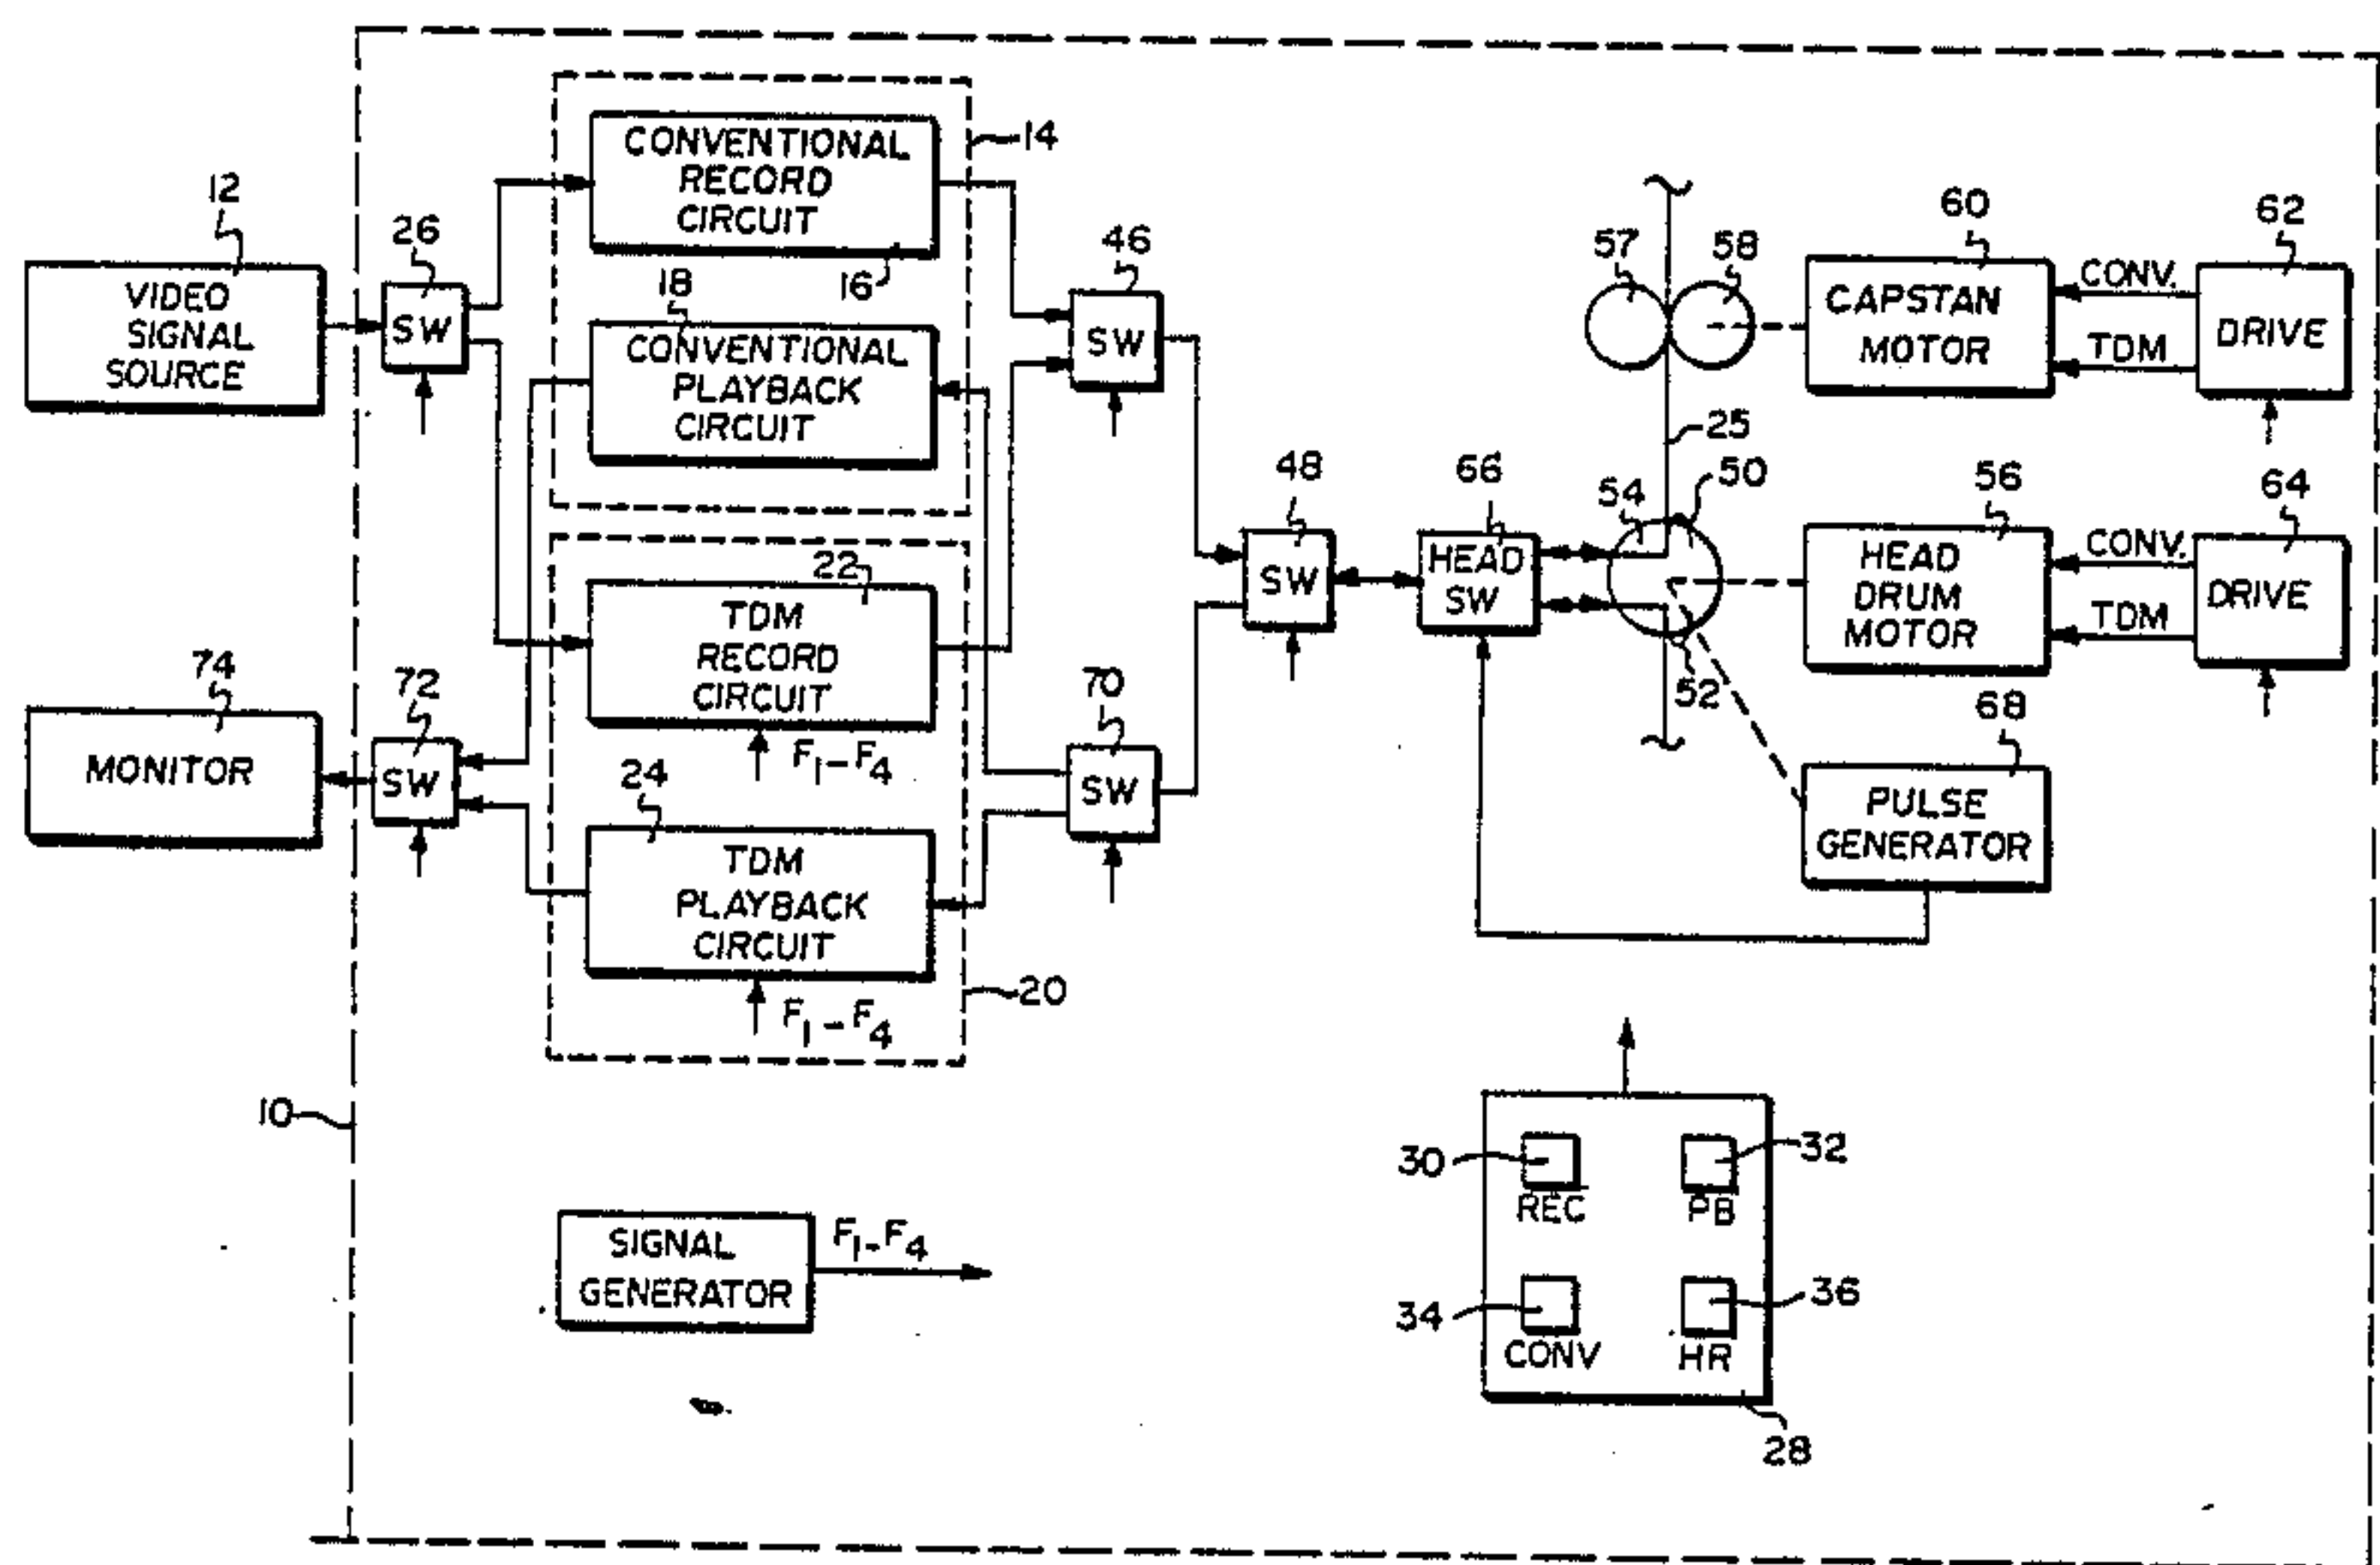 12
VIDEO
SIGNAL
SOURCE
26
SW
14
CONVENTIONAL
RECORD
CIRCUIT
16
18
CONVENTIONAL
PLAYBACK
CIRCUIT
46
SW
57
58
60
CAPSTAN
MOTOR
CONV.
TDM
62
DRIVE
25
48
SW
66
HEAD
SW
54
50
52
56
HEAD
DRUM
MOTOR
CONV.
TDM
64
DRIVE
22
TDM
RECORD
CIRCUIT
F1-F4
74
MONITOR
72
SW
70
SW
68
PULSE
GENERATOR
24
TDM
PLAYBACK
CIRCUIT
F1-F4
20
10
SIGNAL
GENERATOR
F1-F4
30
REC
32
PB
34
CONV
36
HR
28